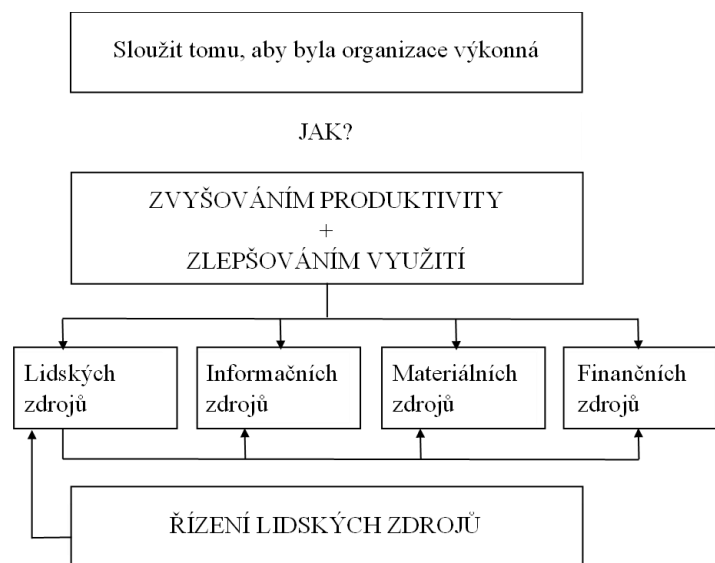 Sloužit tomu, aby byla organizace výkonná
JAK?
ZVYŠOVÁNÍM PRODUKTIVITY
+
ZLEPŠOVÁNÍM VYUŽITÍ
Lidských
zdrojů
Informačních
zdrojů
Materiálních
zdrojů
Finančních
zdrojů
ŘÍZENÍ LIDSKÝCH ZDROJŮ